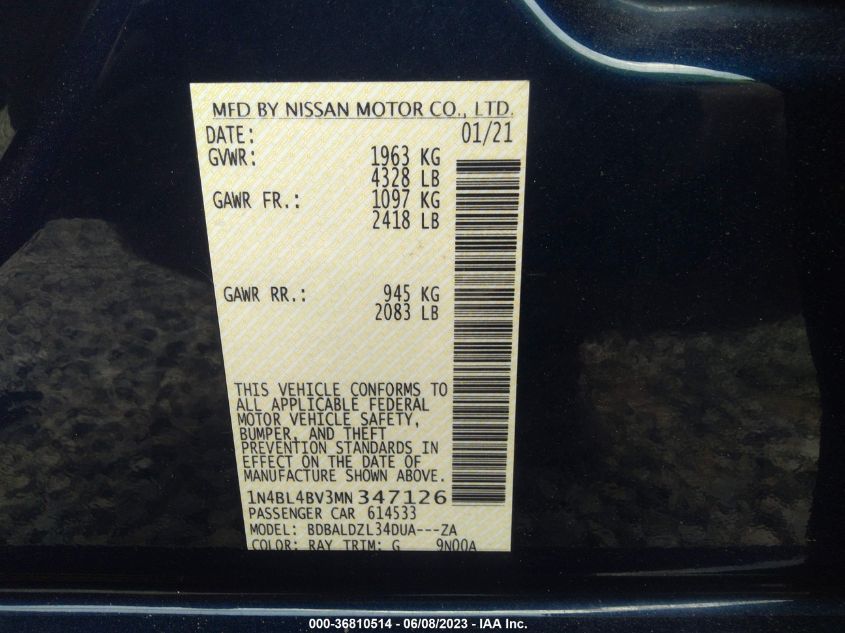 MFD BY NISSAN MOTOR CO., LTD.
DATE: 01/21
GVWR: 1963 KG
4328 LB
GAWR FR.: 1097 KG
2418 LB
GAWR RR.: 945 KG
2083 LB
THIS VEHICLE CONFORMS TO
ALL APPLICABLE FEDERAL
MOTOR VEHICLE SAFETY,
BUMPER, AND THEFT
PREVENTION STANDARDS IN
EFFECT ON THE DATE OF
MANUFACTURE SHOWN ABOVE.
1N4BL4BV3MN347126
PASSENGER CAR 614533
MODEL: BDBALDZL34DUA---ZA
COLOR: RAY TRIM: G 9N00A
000-36810514 - 06/08/2023 - IAA Inc.